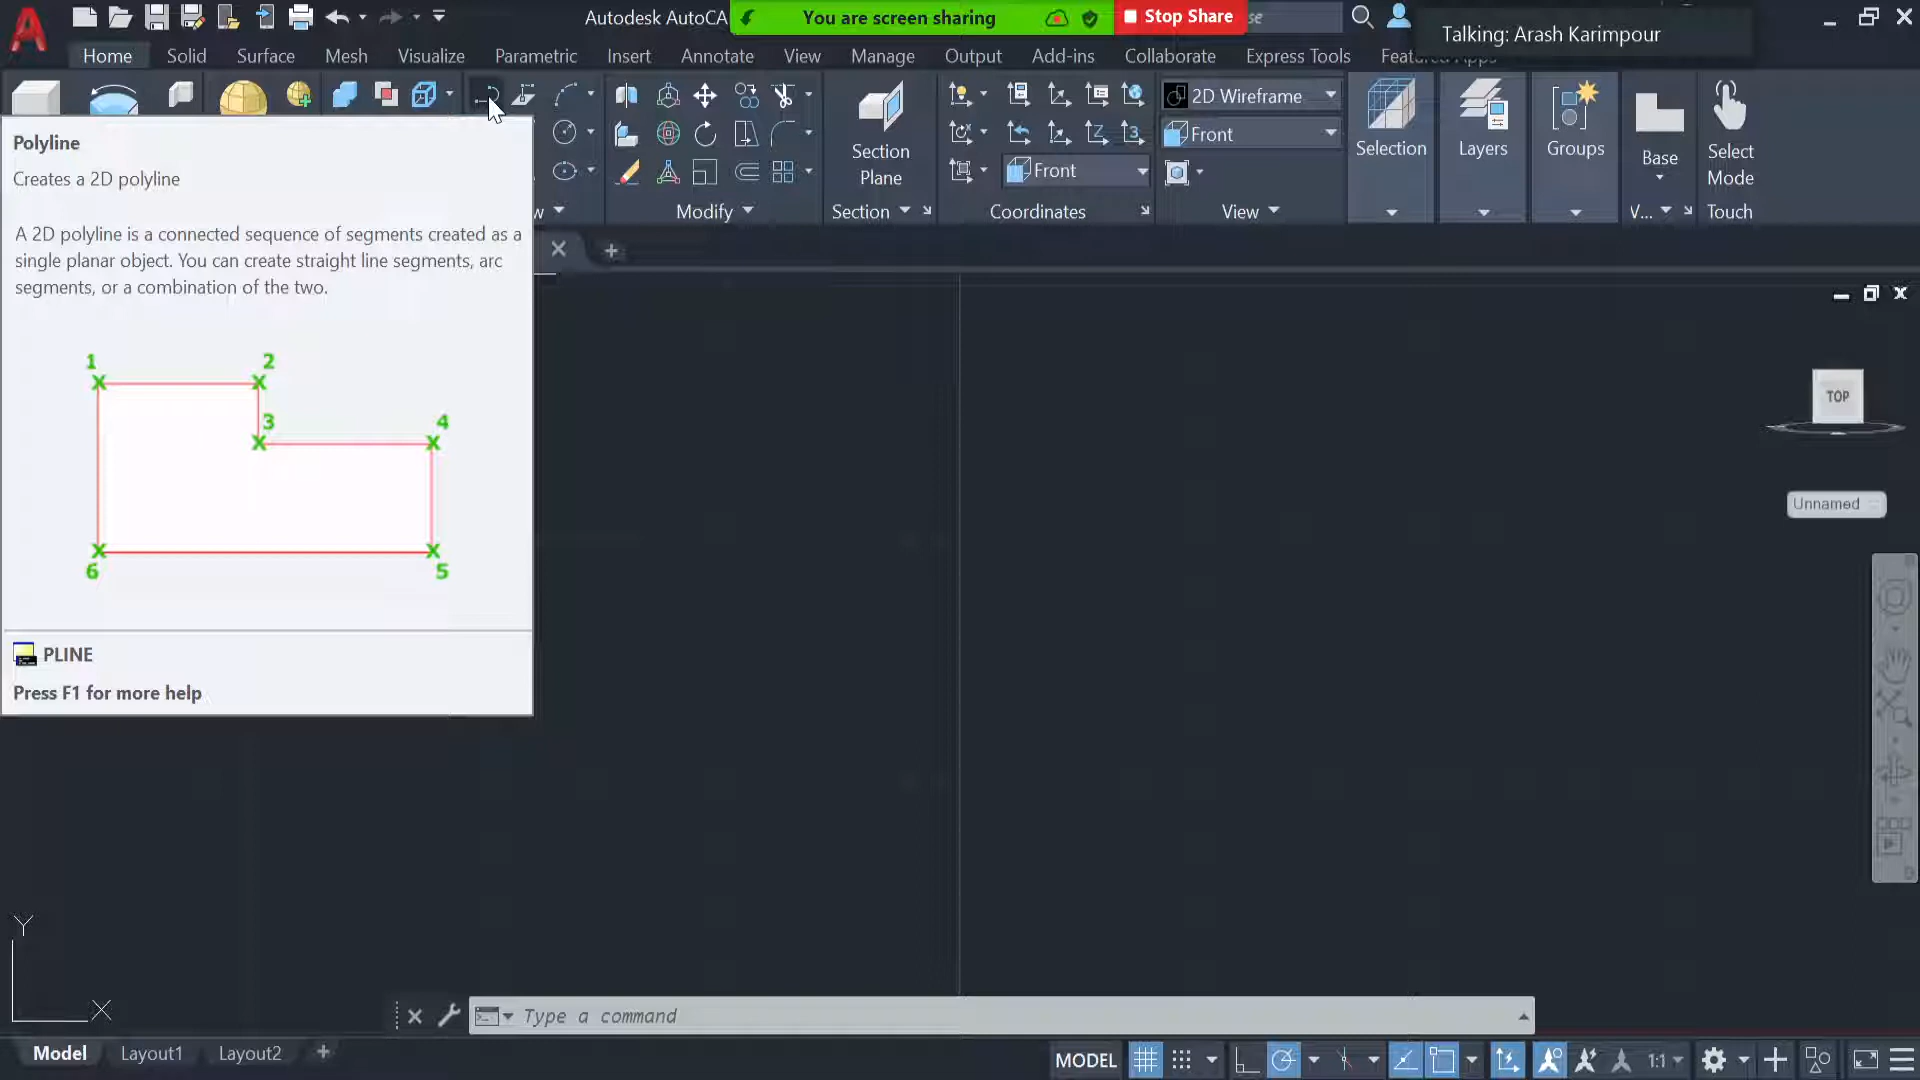 Autodesk AutoCA
You are screen sharing
Stop Share
se
Talking: Arash Karimpour
Home
Solid
Surface
Mesh
Visualize
Parametric
Insert
Annotate
View
Manage
Output
Add-ins
Collaborate
Express Tools
Featured Apps
2D Wireframe
Front
Front
Section
Plane
Selection
Layers
Groups
Base
Select
Mode
w
Modify
Section
Coordinates
View
V...
Touch
Polyline
Creates a 2D polyline
A 2D polyline is a connected sequence of segments created as a
single planar object. You can create straight line segments, arc
segments, or a combination of the two.
1
2
3
4
6
5
PLINE
Press F1 for more help
TOP
Unnamed
Y
X
Type a command
Model
Layout1
Layout2
MODEL
1:1